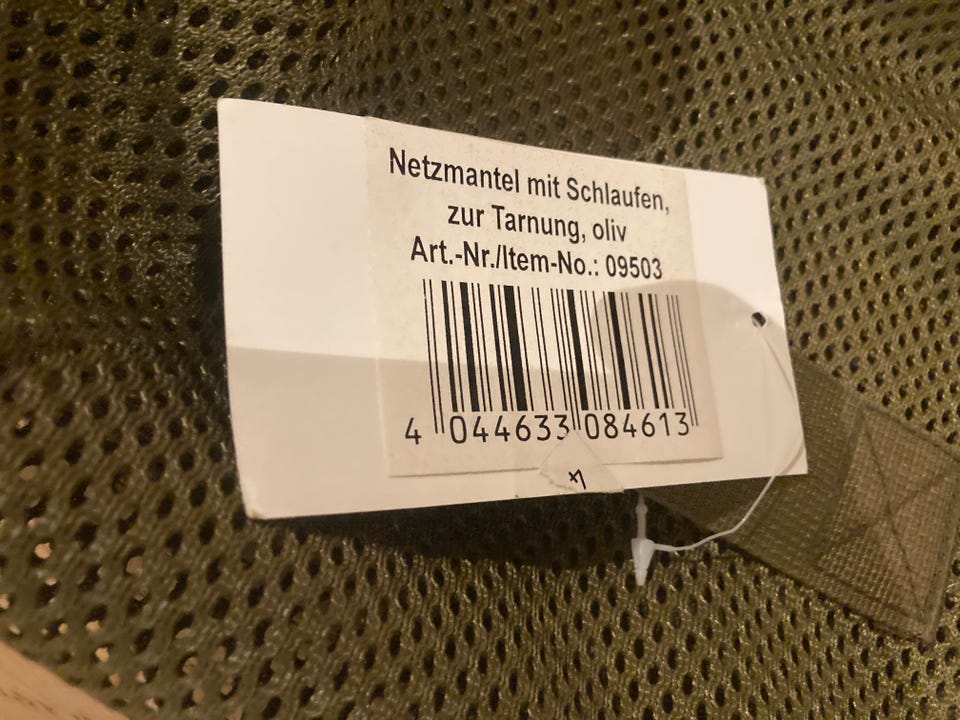 Netzmantel mit Schlaufen,
zur Tarnung, oliv
Art.-Nr./Item-No.: 09503
4 044633 084613